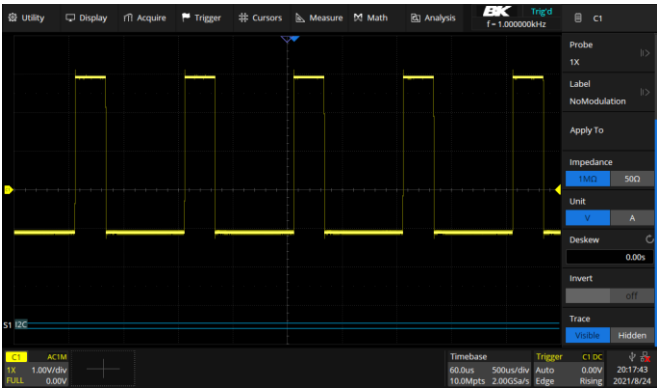 Utility Display Acquire Trigger Cursors Measure Math Analysis BK Trig'd C1
f = 1.000000kHz
Probe
1X
Label
NoModulation
Apply To
Impedance
1MΩ 50Ω
Unit
V A
Deskew
0.00s
Invert
off
Trace
Visible Hidden
S1 I2C
C1 AC1M
1X 1.00V/div
FULL 0.00V
Timebase
60.0us 500us/div
10.0Mpts 2.00GSa/s
Trigger C1 DC
Auto 0.00V
Edge Rising
20:17:43
2021/8/24